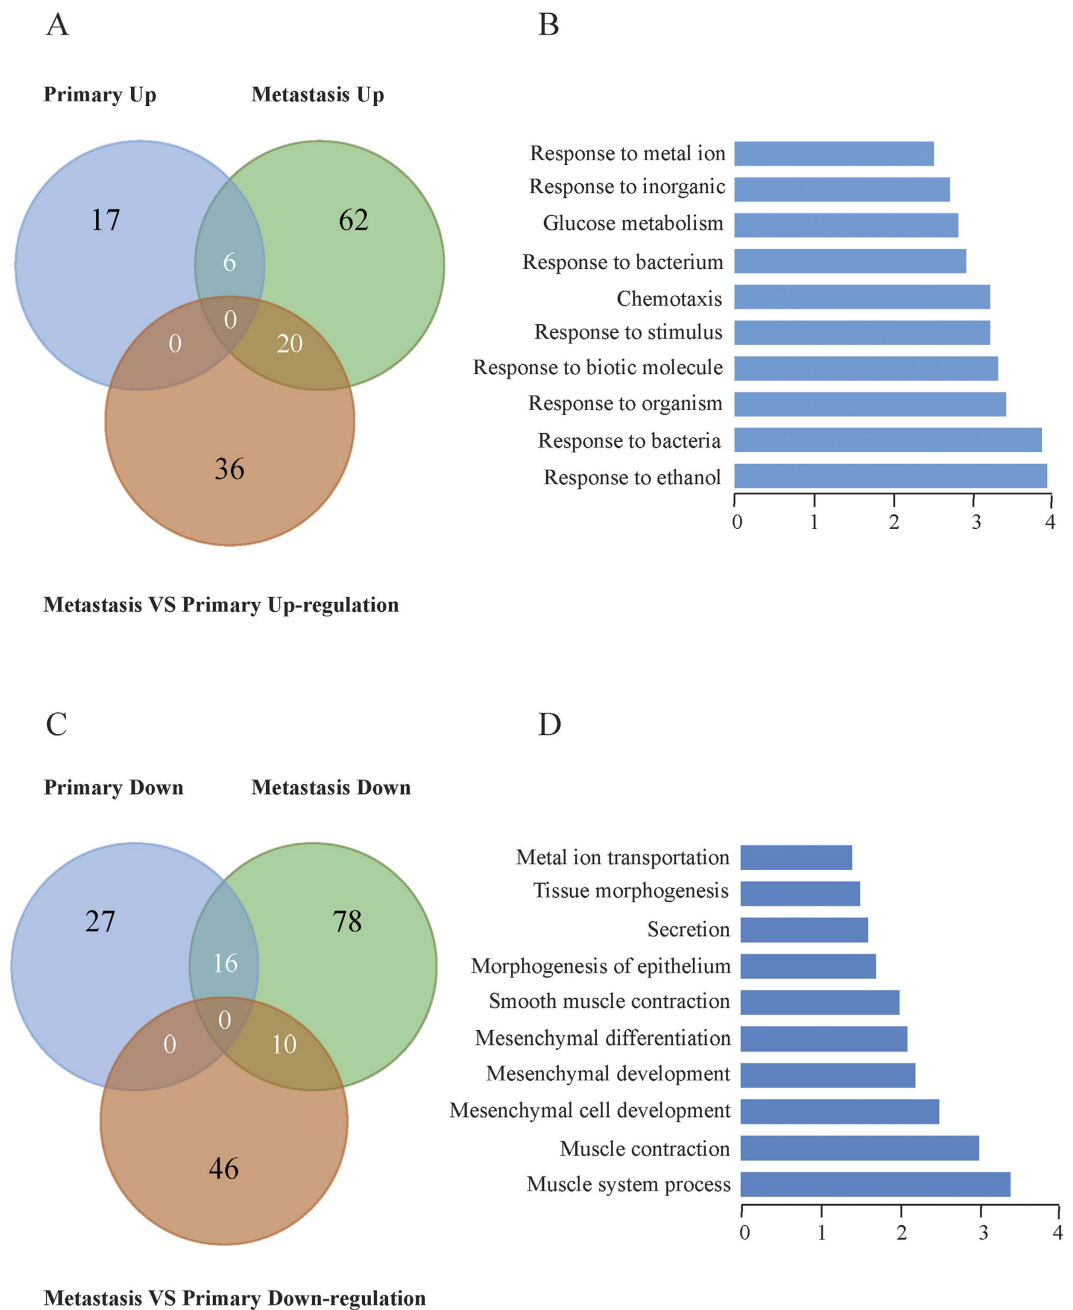 A
B
Primary Up
Metastasis Up
17
62
6
0
0
20
36
Metastasis VS Primary Up-regulation
Response to metal ion
Response to inorganic
Glucose metabolism
Response to bacterium
Chemotaxis
Response to stimulus
Response to biotic molecule
Response to organism
Response to bacteria
Response to ethanol
0 1 2 3 4
C
D
Primary Down
Metastasis Down
27
78
16
0
0
10
46
Metastasis VS Primary Down-regulation
Metal ion transportation
Tissue morphogenesis
Secretion
Morphogenesis of epithelium
Smooth muscle contraction
Mesenchymal differentiation
Mesenchymal development
Mesenchymal cell development
Muscle contraction
Muscle system process
0 1 2 3 4